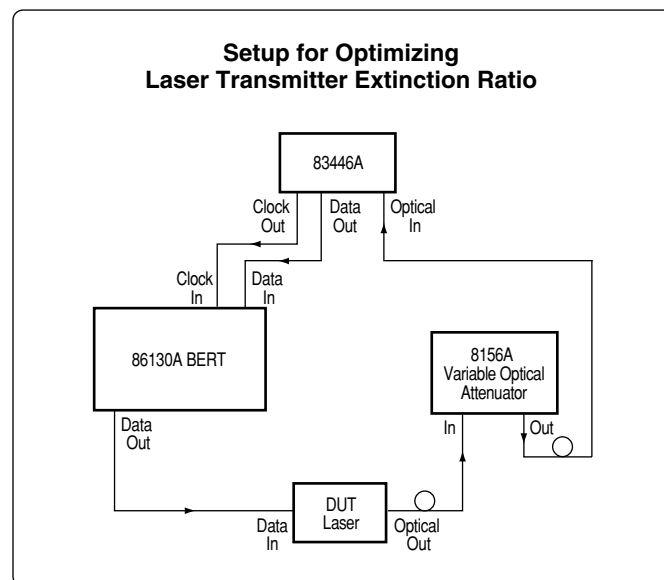 Setup for Optimizing
Laser Transmitter Extinction Ratio
83446A
Clock
Out
Data
Out
Optical
In
Clock
In
Data
In
86130A BERT
8156A
Variable Optical
Attenuator
Data
Out
In
Out
DUT
Laser
Data
In
Optical
Out